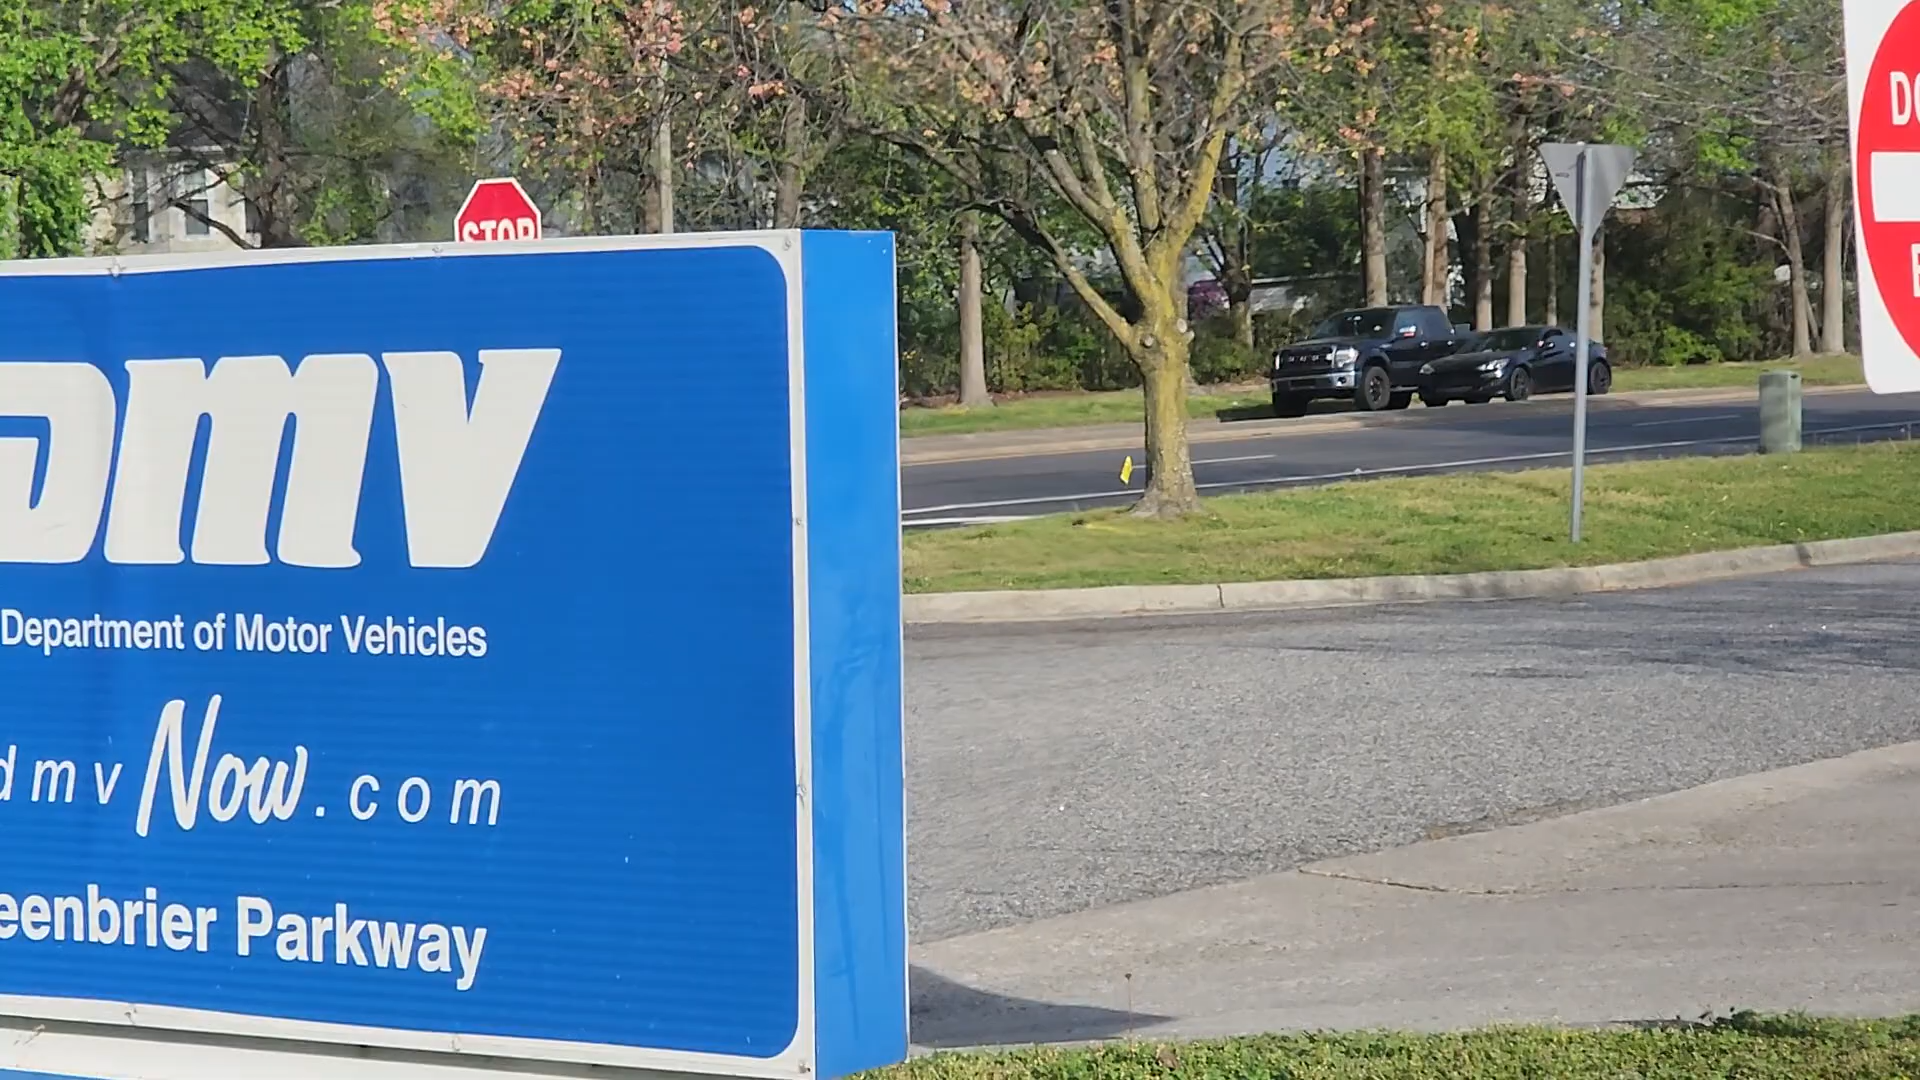 STOP
DMV
Department of Motor Vehicles
dmvNow.com
eenbrier Parkway
DO